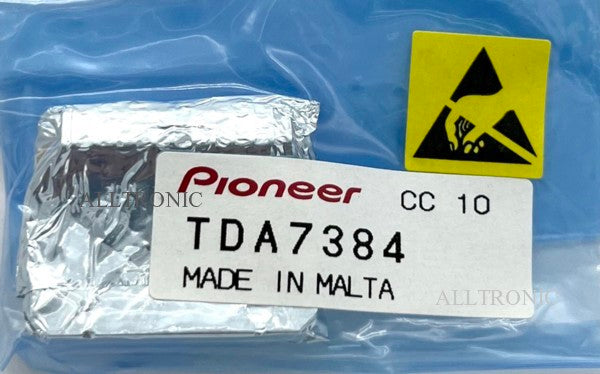 Pioneer CC 10
ALLTRONIC
TDA7384
MADE IN MALTA
ALLTRONIC